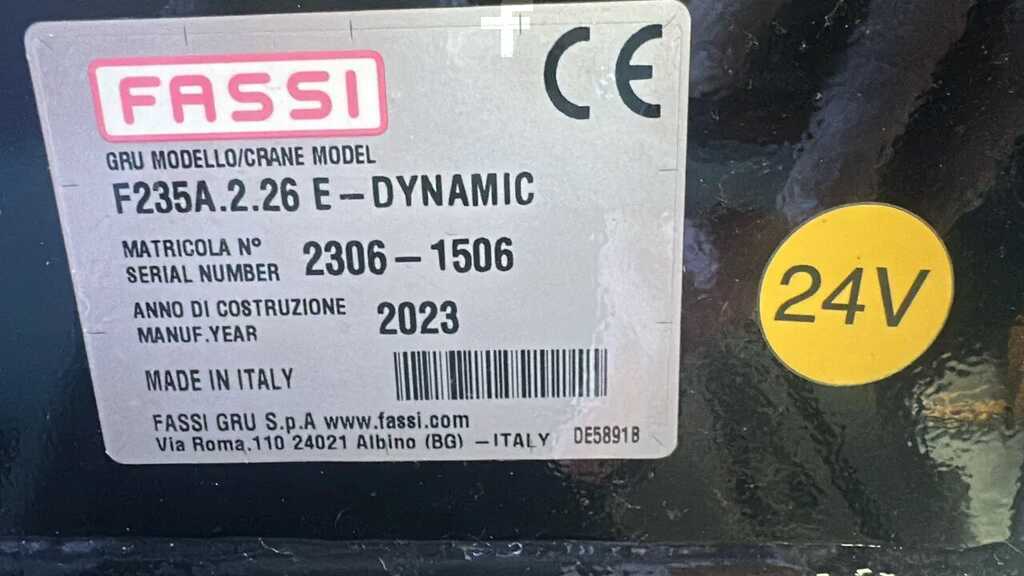 FASSI
CE
GRU MODELLO/CRANE MODEL
F235A.2.26 E-DYNAMIC
MATRICOLA Nº
SERIAL NUMBER
2306-1506
ANNO DI COSTRUZIONE
MANUF.YEAR
2023
MADE IN ITALY
FASSI GRU S.p.A www.fassi.com
Via Roma,110 24021 Albino (BG) -ITALY
DE5891B
24V